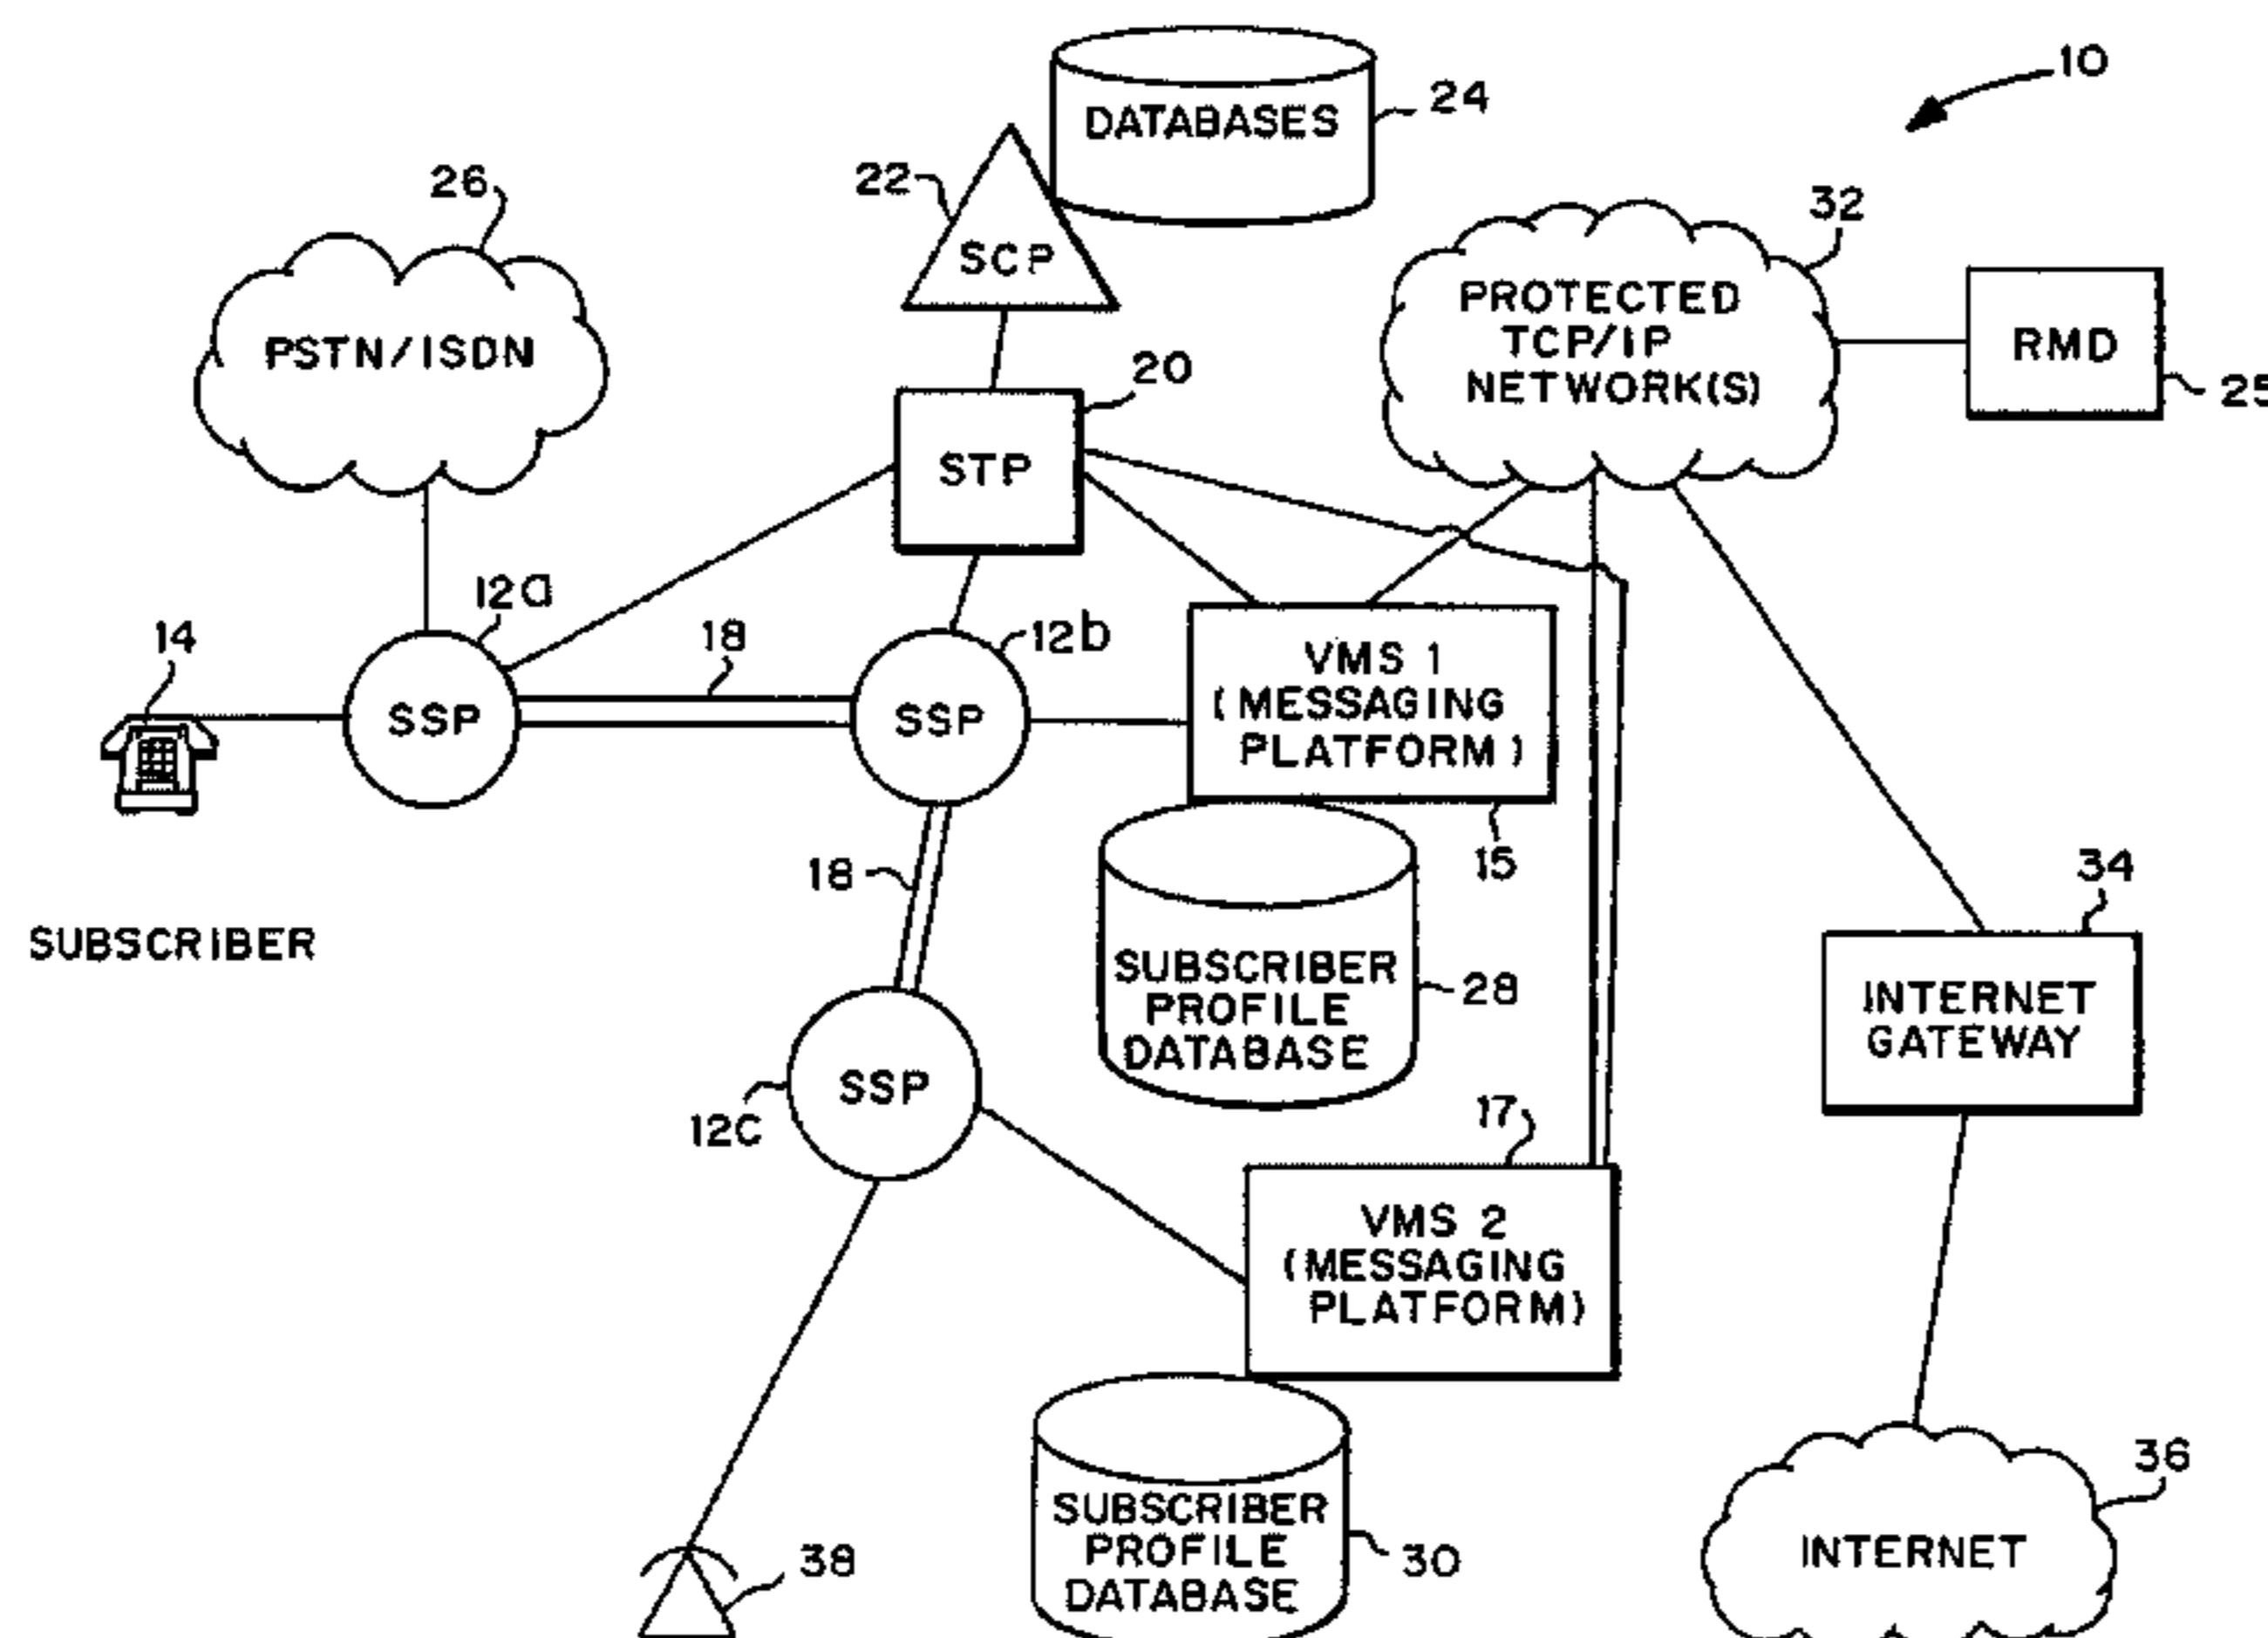 10
DATABASES
24
22
SCP
26
PSTN/ISDN
32
PROTECTED
TCP/IP
NETWORK(S)
RMD
25
20
STP
12a
14
18
12b
SSP
SSP
VMS 1
(MESSAGING
PLATFORM)
15
18
SUBSCRIBER
SUBSCRIBER
PROFILE
DATABASE
28
34
INTERNET
GATEWAY
SSP
12c
17
VMS 2
(MESSAGING
PLATFORM)
36
INTERNET
38
SUBSCRIBER
PROFILE
DATABASE
30